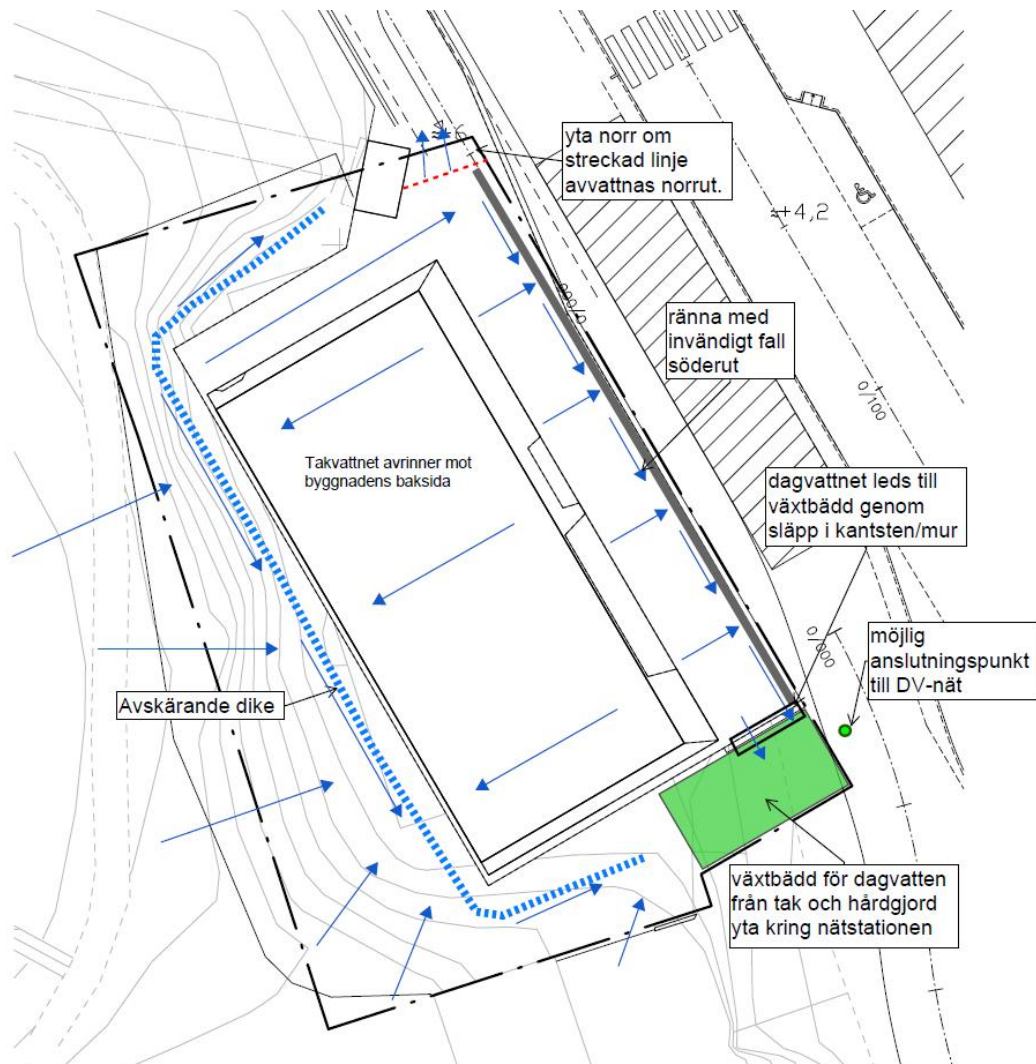 yta norr om
streckad linje
avvattnas norrut.
+4,2
ränna med
invändigt fall
söderut
0/100
Takvattnet avrinner mot
byggnadens baksida
dagvattnet leds till
växtbädd genom
släpp i kantsten/mur
0/000
möjlig
anslutningspunkt
till DV-nät
Avskärande dike
växtbädd för dagvatten
från tak och hårdgjord
yta kring nätstationen